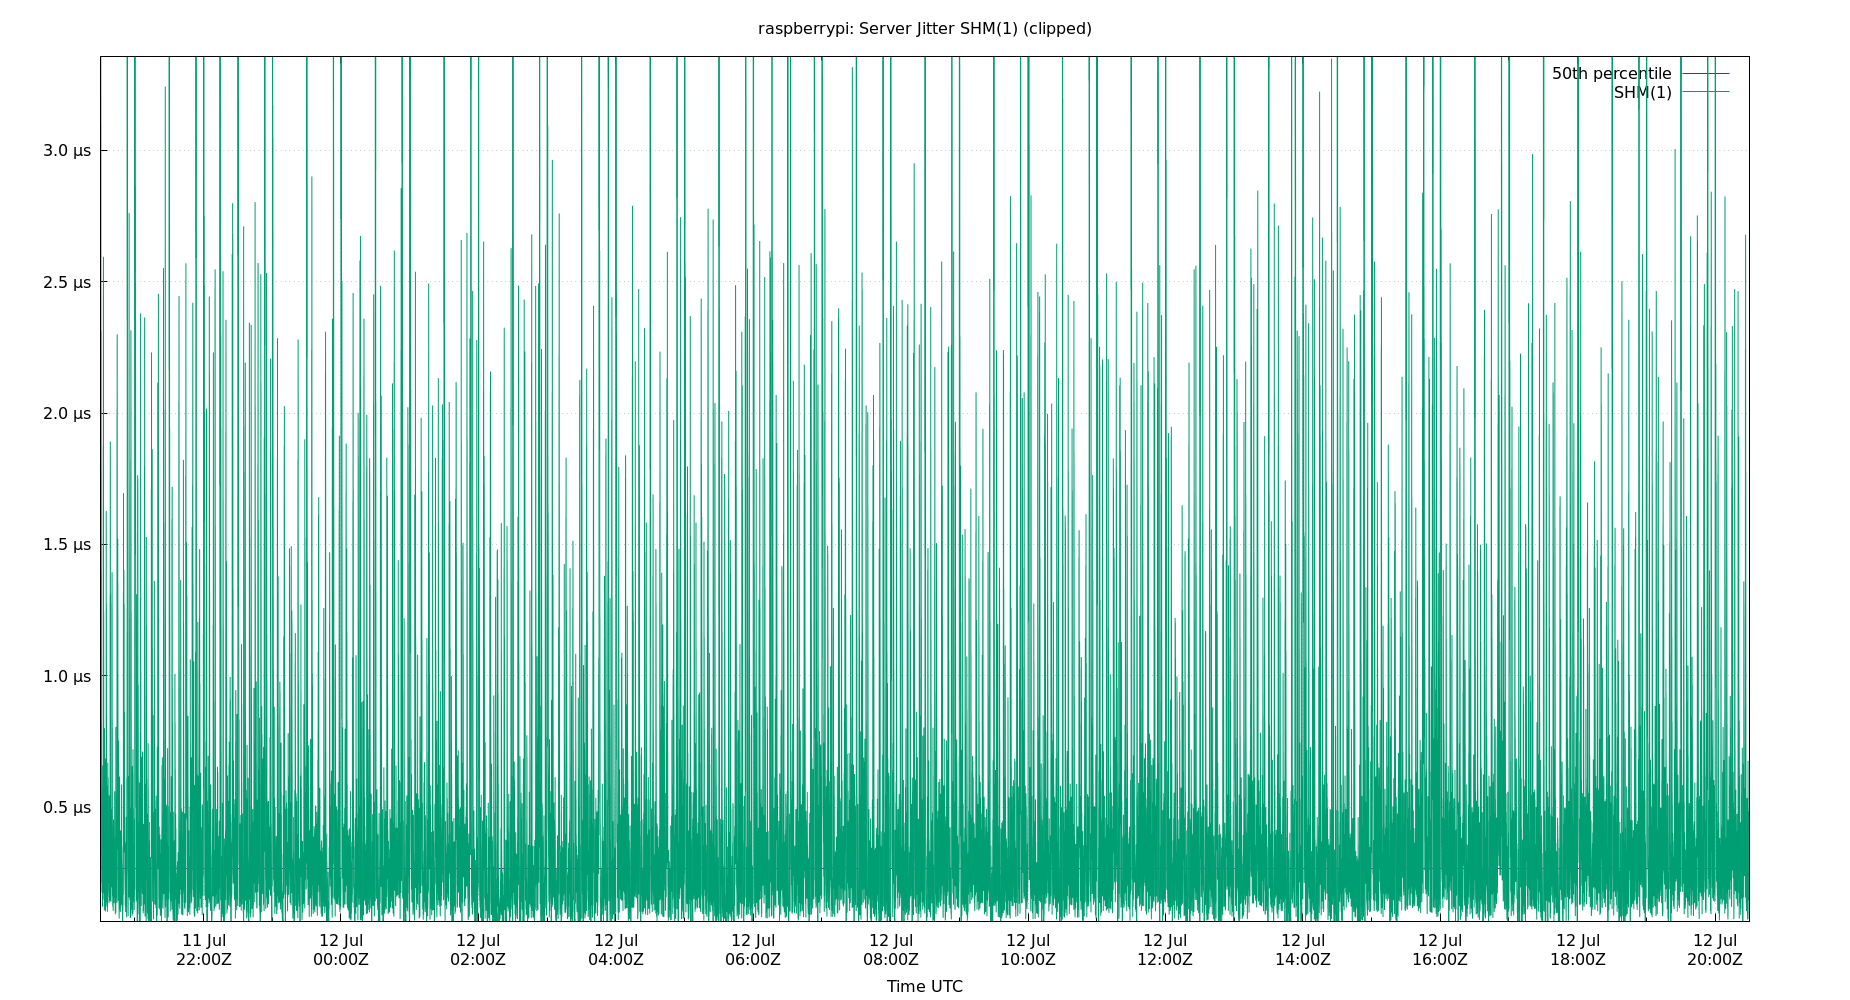 raspberrypi: Server Jitter SHM(1) (clipped)
50th percentile
SHM(1)
3.0 µs
2.5 µs
2.0 µs
1.5 µs
1.0 µs
0.5 µs
11 Jul 12 Jul 12 Jul 12 Jul 12 Jul 12 Jul 12 Jul 12 Jul 12 Jul 12 Jul 12 Jul 12 Jul
22:00Z 00:00Z 02:00Z 04:00Z 06:00Z 08:00Z 10:00Z 12:00Z 14:00Z 16:00Z 18:00Z 20:00Z
Time UTC